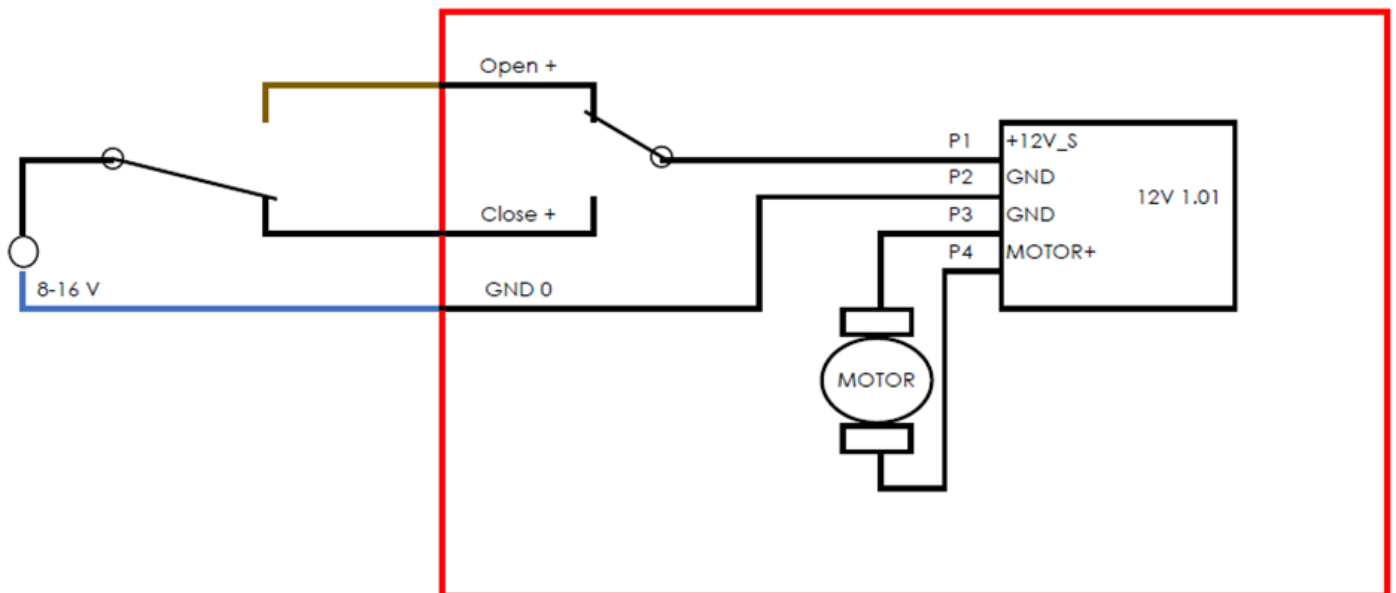 Open +
P1 +12V_S
P2 GND
12V 1.01
Close +
P3 GND
P4 MOTOR+
8-16 V
GND 0
MOTOR